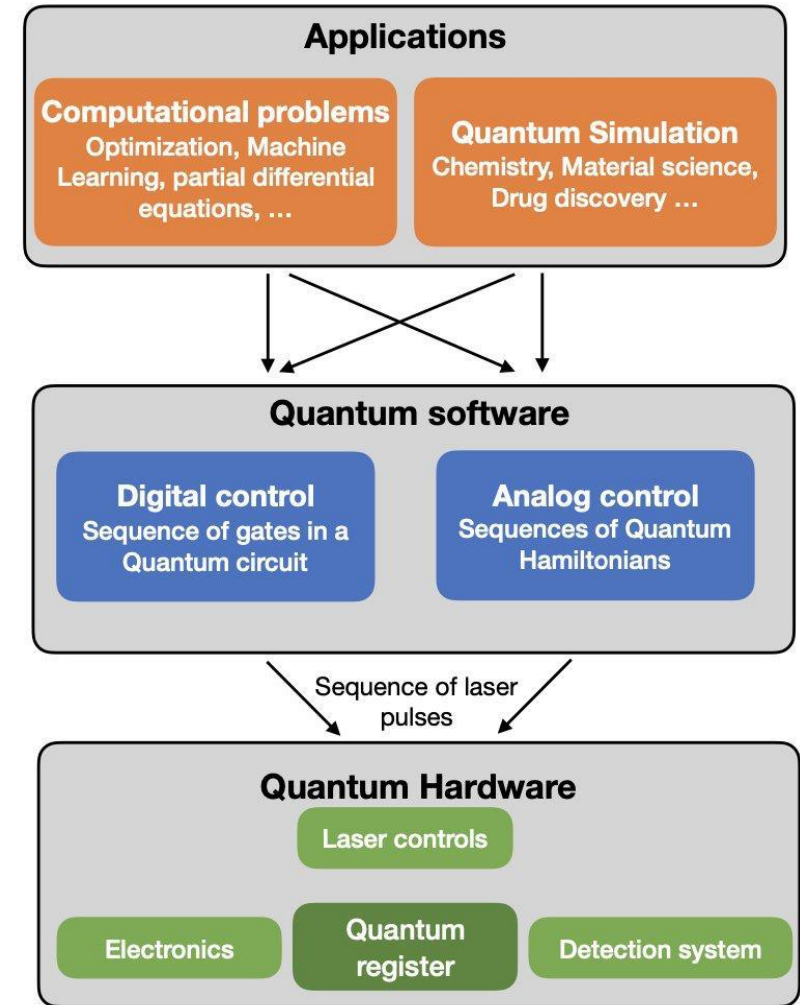 Applications
Computational problems
Optimization, Machine
Learning, partial differential
equations, ...
Quantum Simulation
Chemistry, Material science,
Drug discovery ...
Quantum software
Digital control
Sequence of gates in a
Quantum circuit
Analog control
Sequences of Quantum
Hamiltonians
Sequence of laser
pulses
Quantum Hardware
Laser controls
Electronics
Quantum
register
Detection system